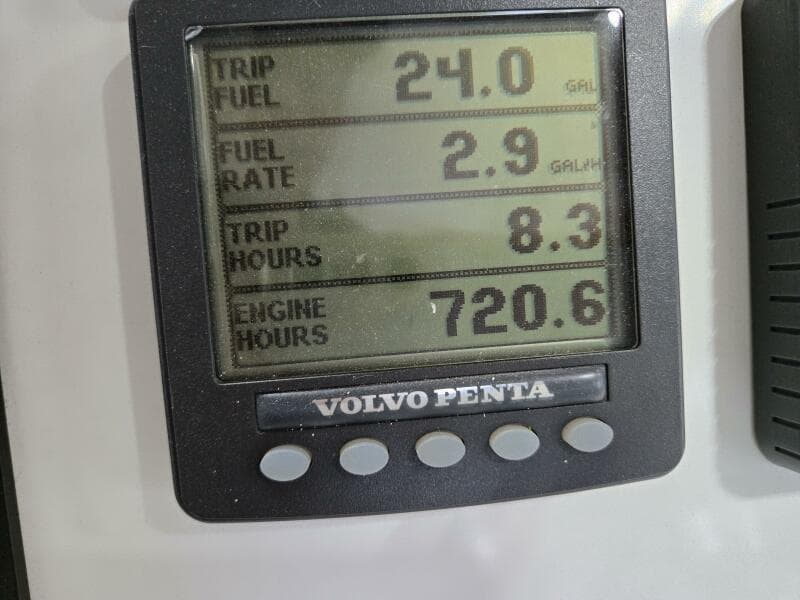 TRIP FUEL 24.0 GAL
FUEL RATE 2.9 GAL/H
TRIP HOURS 8.3
ENGINE HOURS 720.6
VOLVO PENTA